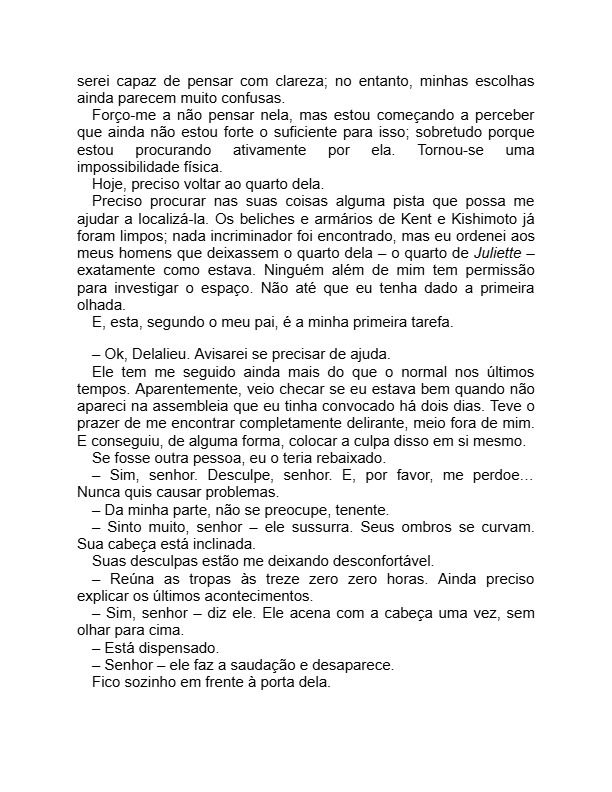 serei capaz de pensar com clareza; no entanto, minhas escolhas
ainda parecem muito confusas.
Forço-me a não pensar nela, mas estou começando a perceber
que ainda não estou forte o suficiente para isso; sobretudo porque
estou procurando ativamente por ela. Tornou-se uma
impossibilidade física.
Hoje, preciso voltar ao quarto dela.
Preciso procurar nas suas coisas alguma pista que possa me
ajudar a localizá-la. Os beliches e armários de Kent e Kishimoto já
foram limpos; nada incriminador foi encontrado, mas eu ordenei aos
meus homens que deixassem o quarto dela – o quarto de Juliette –
exatamente como estava. Ninguém além de mim tem permissão
para investigar o espaço. Não até que eu tenha dado a primeira
olhada.
E, esta, segundo o meu pai, é a minha primeira tarefa.
– Ok, Delalieu. Avisarei se precisar de ajuda.
Ele tem me seguido ainda mais do que o normal nos últimos
tempos. Aparentemente, veio checar se eu estava bem quando não
apareci na assembleia que eu tinha convocado há dois dias. Teve o
prazer de me encontrar completamente delirante, meio fora de mim.
E conseguiu, de alguma forma, colocar a culpa disso em si mesmo.
Se fosse outra pessoa, eu o teria rebaixado.
– Sim, senhor. Desculpe, senhor. E, por favor, me perdoe…
Nunca quis causar problemas.
– Da minha parte, não se preocupe, tenente.
– Sinto muito, senhor – ele sussurra. Seus ombros se curvam.
Sua cabeça está inclinada.
Suas desculpas estão me deixando desconfortável.
– Reúna as tropas às treze zero zero horas. Ainda preciso
explicar os últimos acontecimentos.
– Sim, senhor – diz ele. Ele acena com a cabeça uma vez, sem
olhar para cima.
– Está dispensado.
– Senhor – ele faz a saudação e desaparece.
Fico sozinho em frente à porta dela.